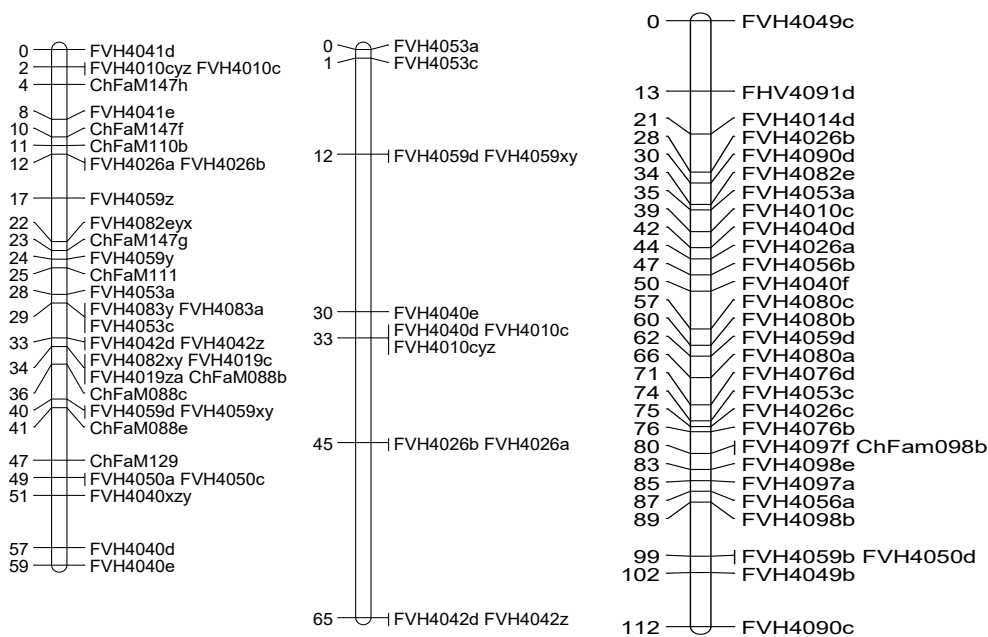 0 FVH4041d
2 FVH4010cyz FVH4010c
4 ChFaM147h
8 FVH4041e
10 ChFaM147f
11 ChFaM110b
12 FVH4026a FVH4026b
17 FVH4059z
22 FVH4082eyx
23 ChFaM147g
24 FVH4059y
25 ChFaM111
28 FVH4053a
29 FVH4083y FVH4083a
FVH4053c
33 FVH4042d FVH4042z
34 FVH4082xy FVH4019c
FVH4019za ChFaM088b
36 ChFaM088c
40 FVH4059d FVH4059xy
41 ChFaM088e
47 ChFaM129
49 FVH4050a FVH4050c
51 FVH4040xzy
57 FVH4040d
59 FVH4040e
0 FVH4053a
1 FVH4053c
12 FVH4059d FVH4059xy
30 FVH4040e
33 FVH4040d FVH4010c
FVH4010cyz
45 FVH4026b FVH4026a
65 FVH4042d FVH4042z
0 FVH4049c
13 FHV4091d
21 FVH4014d
28 FVH4026b
30 FVH4090d
34 FVH4082e
35 FVH4053a
39 FVH4010c
42 FVH4040d
44 FVH4026a
47 FVH4056b
50 FVH4040f
57 FVH4080c
60 FVH4080b
62 FVH4059d
66 FVH4080a
71 FVH4076d
74 FVH4053c
75 FVH4026c
76 FVH4076b
80 FVH4097f ChFam098b
83 FVH4098e
85 FVH4097a
87 FVH4056a
89 FVH4098b
99 FVH4059b FVH4050d
102 FVH4049b
112 FVH4090c